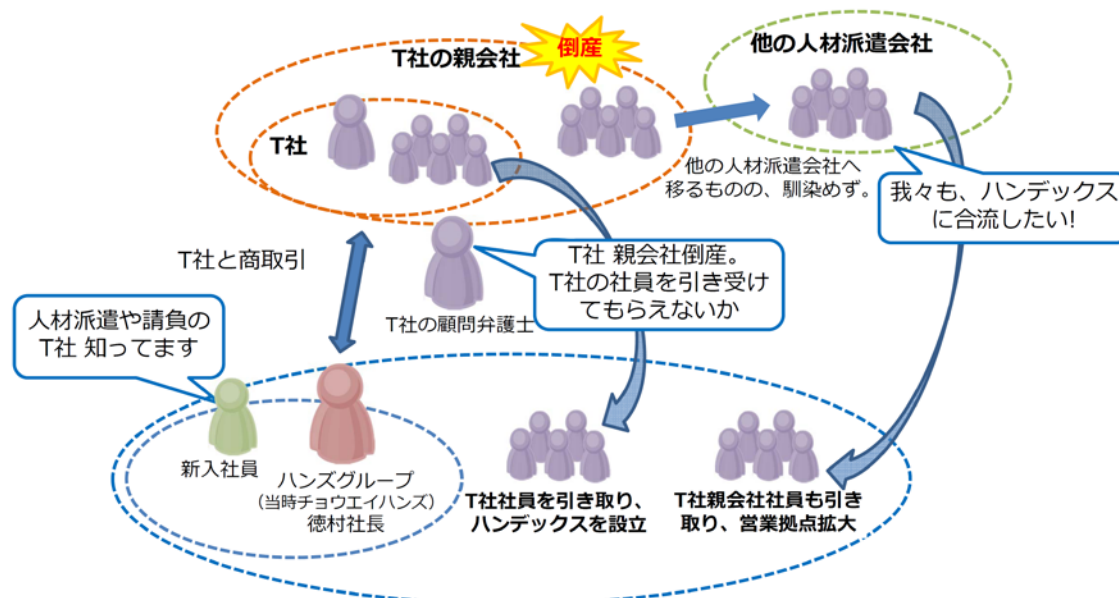 倒産
T社の親会社
他の人材派遣会社
T社
他の人材派遣会社へ
移るものの、馴染めず。
我々も、ハンデックス
に合流したい!
T社と商取引
T社 親会社倒産。
T社の社員を引き受け
てもらえないか
T社の顧問弁護士
人材派遣や請負の
T社 知ってます
新入社員
ハンズグループ
(当時チョウエイハンズ)
徳村社長
T社社員を引き取り、
ハンデックスを設立
T社親会社社員も引き
取り、営業拠点拡大